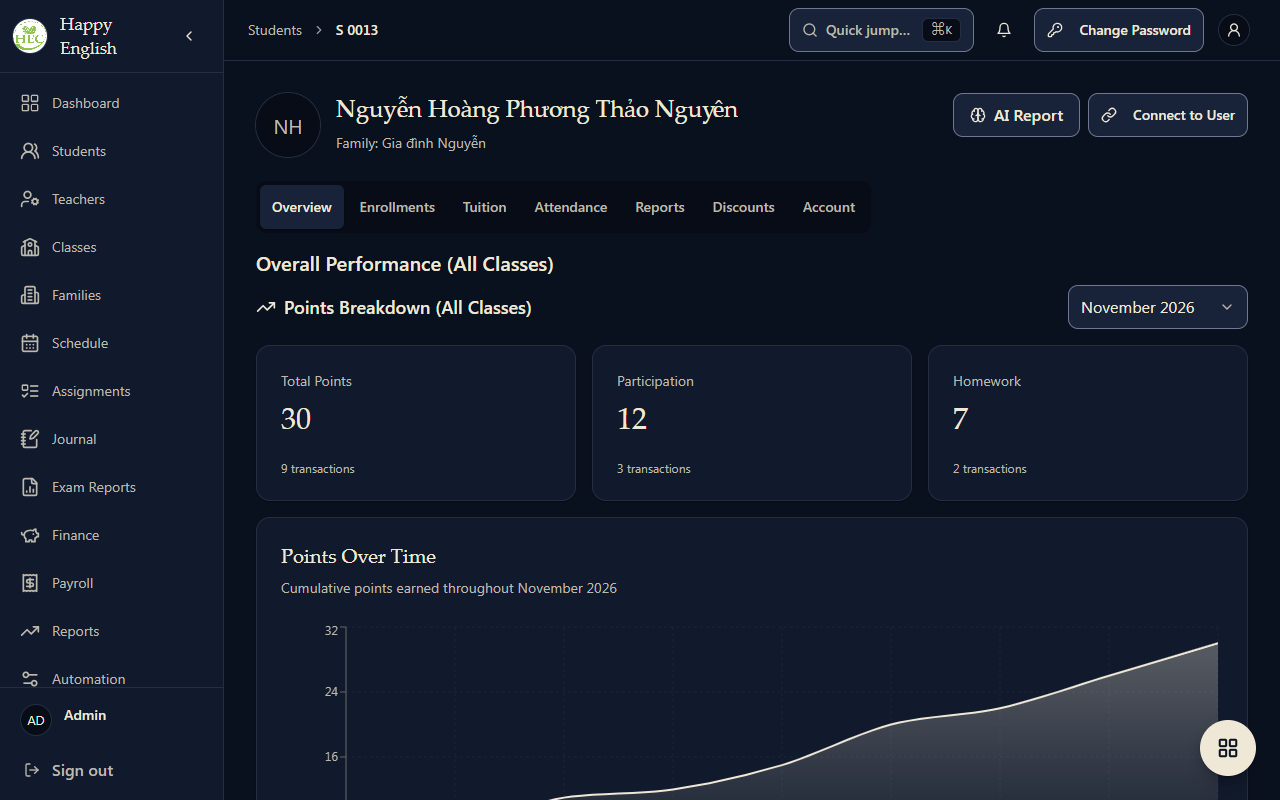 HEC
Happy
English
Students
S 0013
Quick jump...
⌘K
Change Password
Dashboard
Students
Teachers
Classes
Families
Schedule
Assignments
Journal
Exam Reports
Finance
Payroll
Reports
Automation
AD
Admin
Sign out
NH
Nguyễn Hoàng Phương Thảo Nguyên
Family: Gia đình Nguyễn
AI Report
Connect to User
Overview
Enrollments
Tuition
Attendance
Reports
Discounts
Account
Overall Performance (All Classes)
Points Breakdown (All Classes)
November 2026
Total Points
30
9 transactions
Participation
12
3 transactions
Homework
7
2 transactions
Points Over Time
Cumulative points earned throughout November 2026
32
24
16